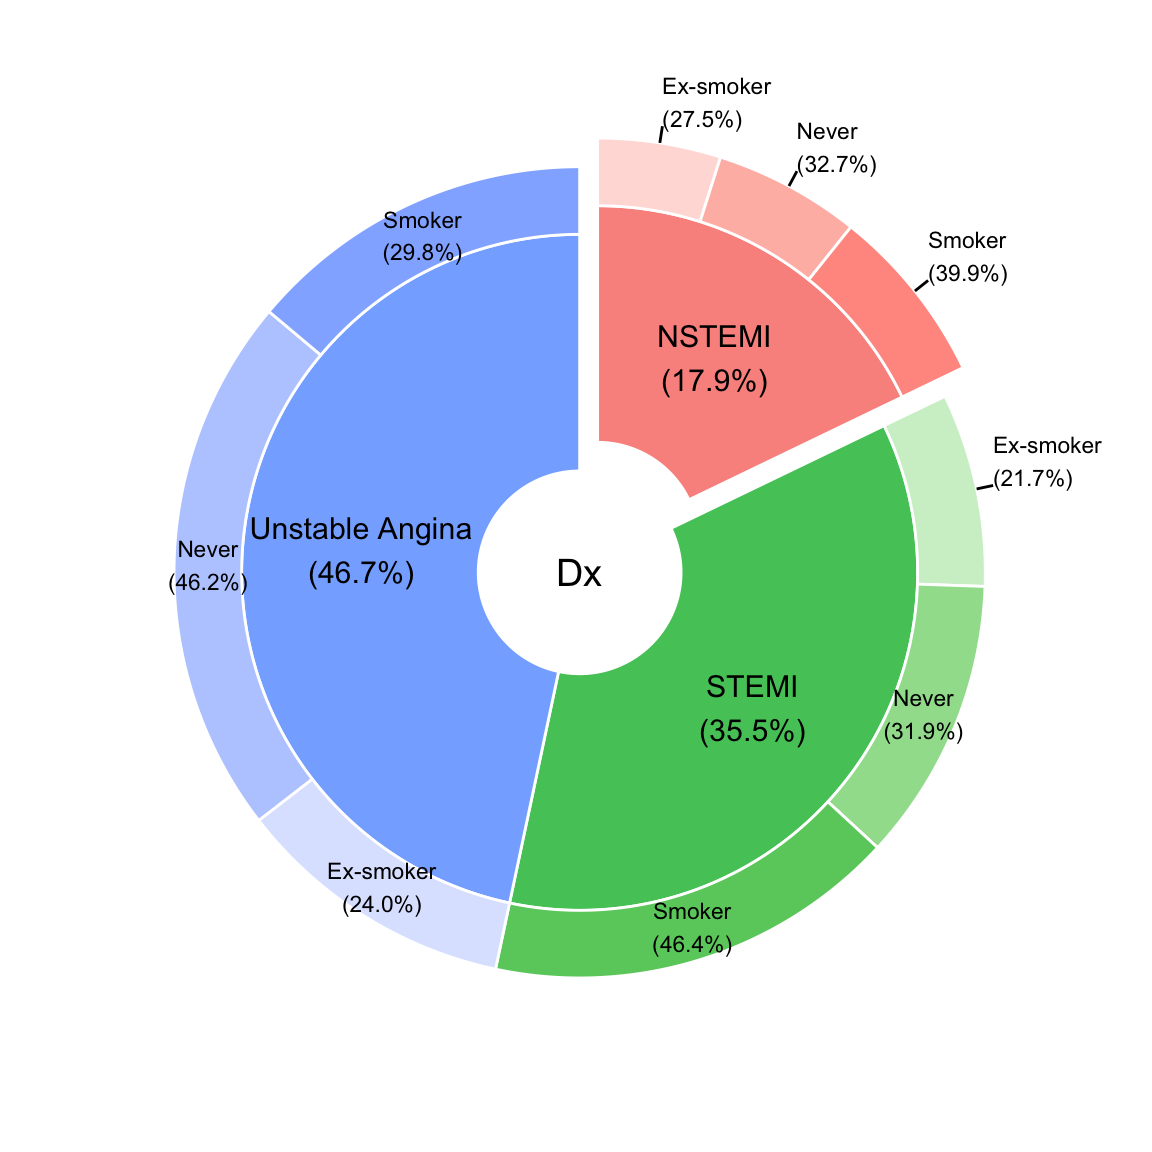 Ex-smoker
(27.5%)
Never
(32.7%)
Smoker
(39.9%)
NSTEMI
(17.9%)
Smoker
(29.8%)
Ex-smoker
(21.7%)
Unstable Angina
(46.7%)
Never
(46.2%)
Dx
STEMI
(35.5%)
Never
(31.9%)
Ex-smoker
(24.0%)
Smoker
(46.4%)